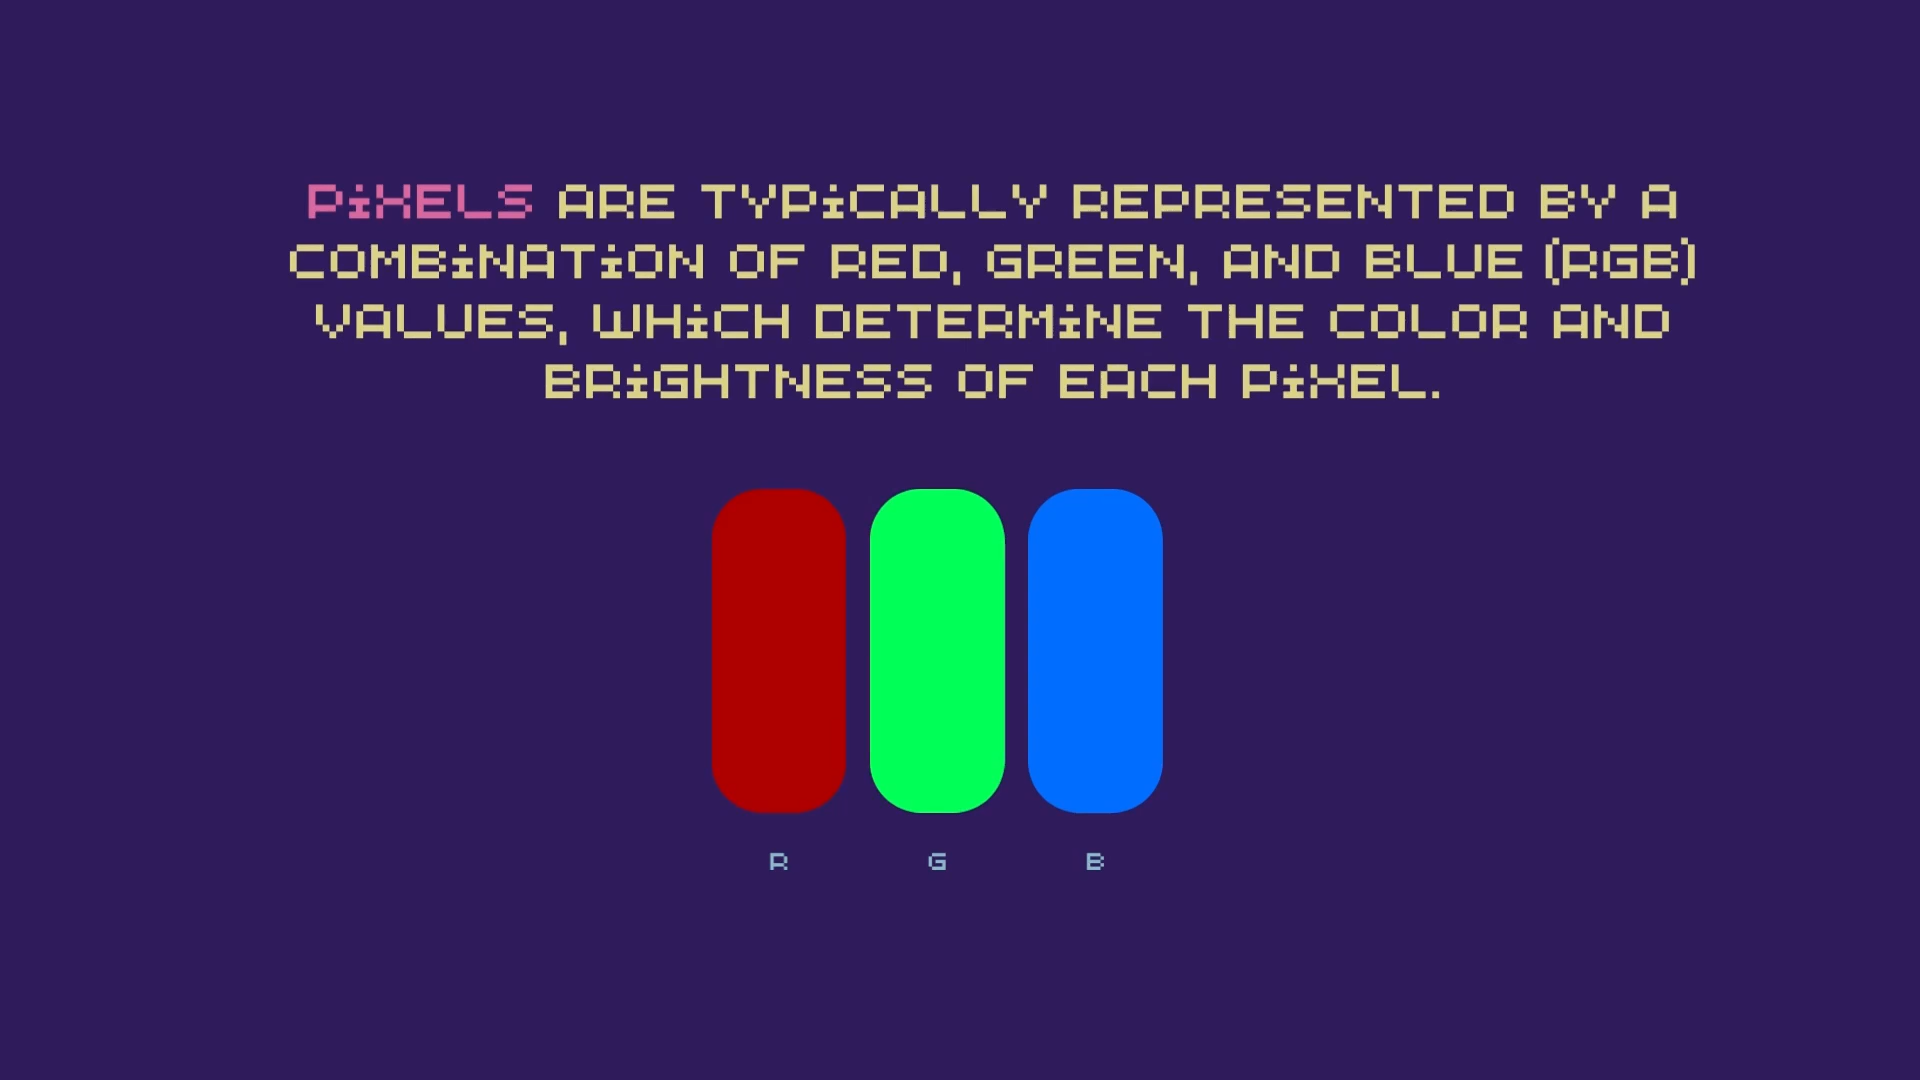 PiXELS ARE TYPiCALLY REPRESENTED BY A
COMBiNATiON OF RED, GREEN, AND BLUE (RGB)
VALUES, WHiCH DETERMiNE THE COLOR AND
BRiGHTNESS OF EACH PiXEL.
R G B